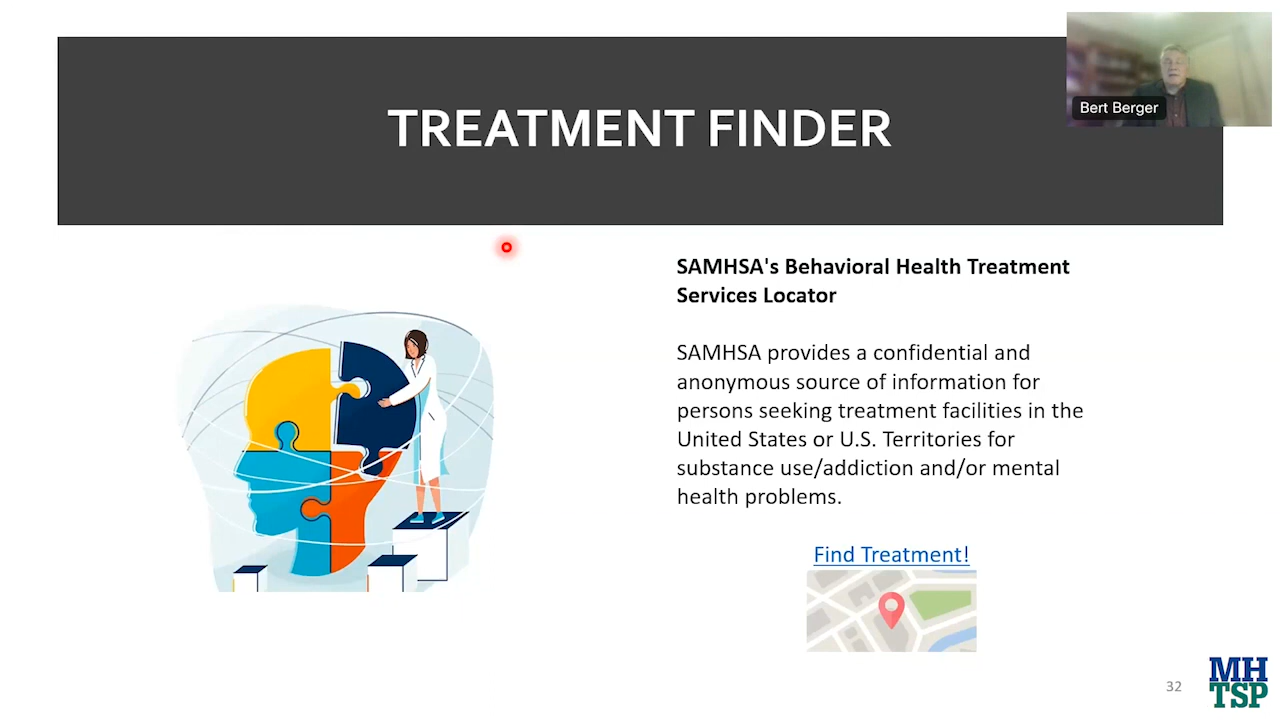 Bert Berger
TREATMENT FINDER
SAMHSA's Behavioral Health Treatment
Services Locator
SAMHSA provides a confidential and
anonymous source of information for
persons seeking treatment facilities in the
United States or U.S. Territories for
substance use/addiction and/or mental
health problems.
Find Treatment!
32
MH
TSP